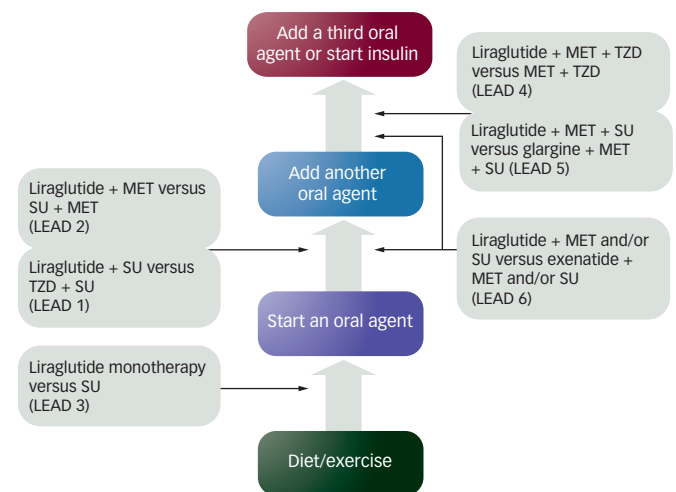 Add a third oral
agent or start insulin
Liraglutide + MET + TZD
versus MET + TZD
(LEAD 4)
Liraglutide + MET + SU
versus glargine + MET
+ SU (LEAD 5)
Add another
oral agent
Liraglutide + MET versus
SU + MET
(LEAD 2)
Liraglutide + SU versus
TZD + SU
(LEAD 1)
Liraglutide + MET and/or
SU versus exenatide +
MET and/or SU
(LEAD 6)
Start an oral agent
Liraglutide monotherapy
versus SU
(LEAD 3)
Diet/exercise